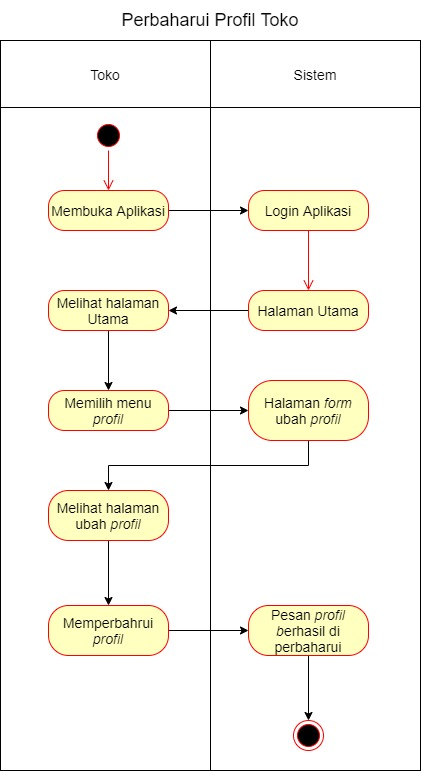 Perbaharui Profil Toko
Toko
Sistem
Membuka Aplikasi
Login Aplikasi
Melihat halaman
Utama
Halaman Utama
Memilih menu
profil
Halaman form
ubah profil
Melihat halaman
ubah profil
Memperbahrui
profil
Pesan profil
berhasil di
perbaharui